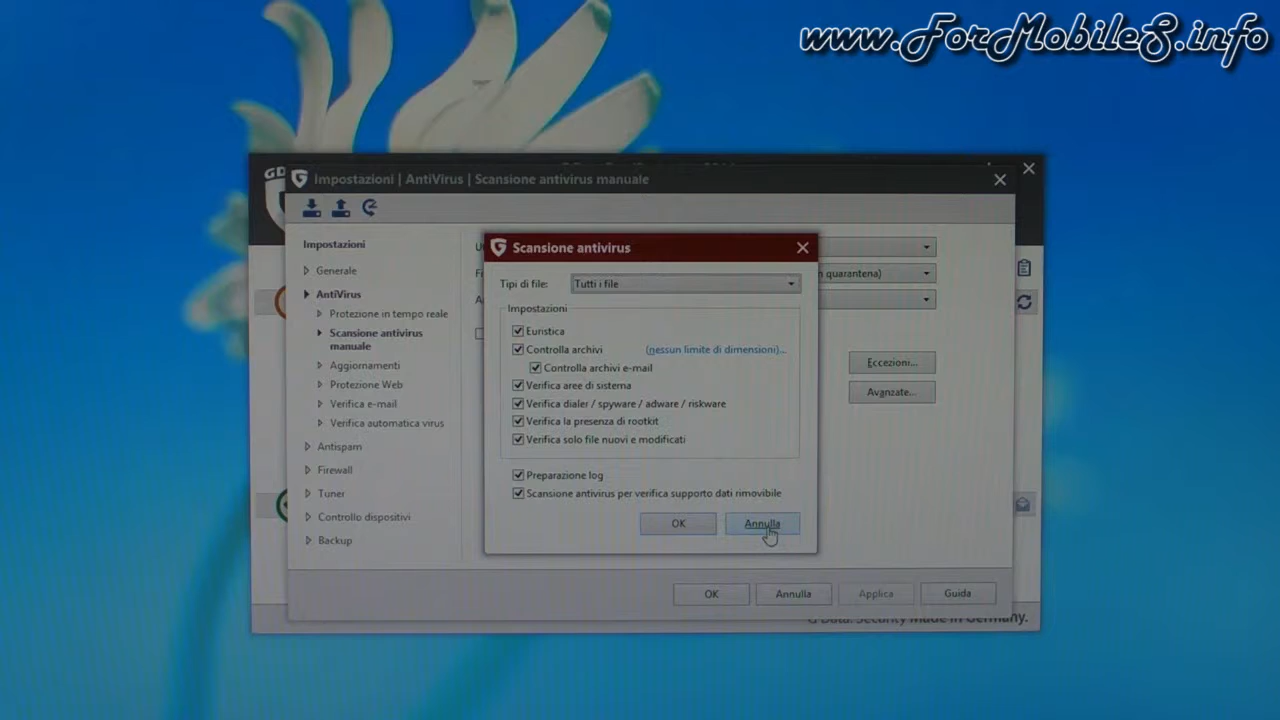 www.ForMobileS.info
GD
Impostazioni | AntiVirus | Scansione antivirus manuale
Impostazioni
Generale
AntiVirus
Protezione in tempo reale
Scansione antivirus
manuale
Aggiornamenti
Protezione Web
Verifica e-mail
Verifica automatica virus
Antispam
Firewall
Tuner
Controllo dispositivi
Backup
Scansione antivirus
Tipi di file: Tutti i file
Impostazioni
Euristica
Controlla archivi (nessun limite di dimensioni)...
Controlla archivi e-mail
Verifica aree di sistema
Verifica dialer / spyware / adware / riskware
Verifica la presenza di rootkit
Verifica solo file nuovi e modificati
Preparazione log
Scansione antivirus per verifica supporto dati rimovibile
OK Annulla
n quarantena)
Eccezioni...
Avanzate...
OK Annulla Applica Guida
G Data. Security Made in Germany.